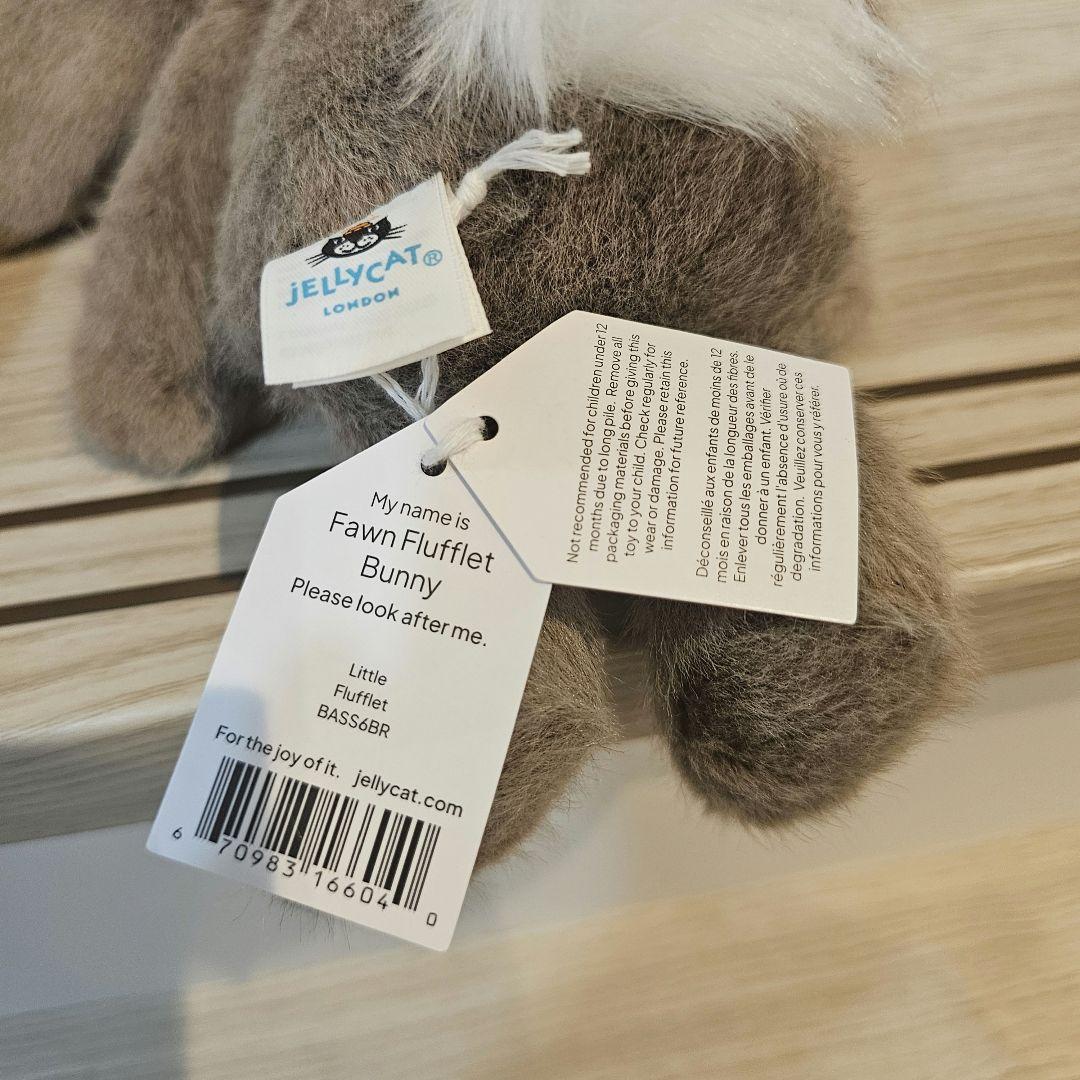 jELLYCAT®
LONDON
My name is
Fawn Flufflet
Bunny
Please look after me.
Little
Flufflet
BASS6BR
For the joy of it. jellycat.com
6 70983 16604 0
Not recommended for children under 12
months due to long pile. Remove all
packaging materials before giving this
toy to your child. Check regularly for
wear or damage. Please retain this
information for future reference.
Déconseillé aux enfants de moins de 12
mois en raison de la longueur des fibres.
Enlever tous les emballages avant de le
donner à un enfant. Vérifier
régulièrement l'absence d'usure où de
degradation. Veuillez conserver ces
informations pour vous y référer.